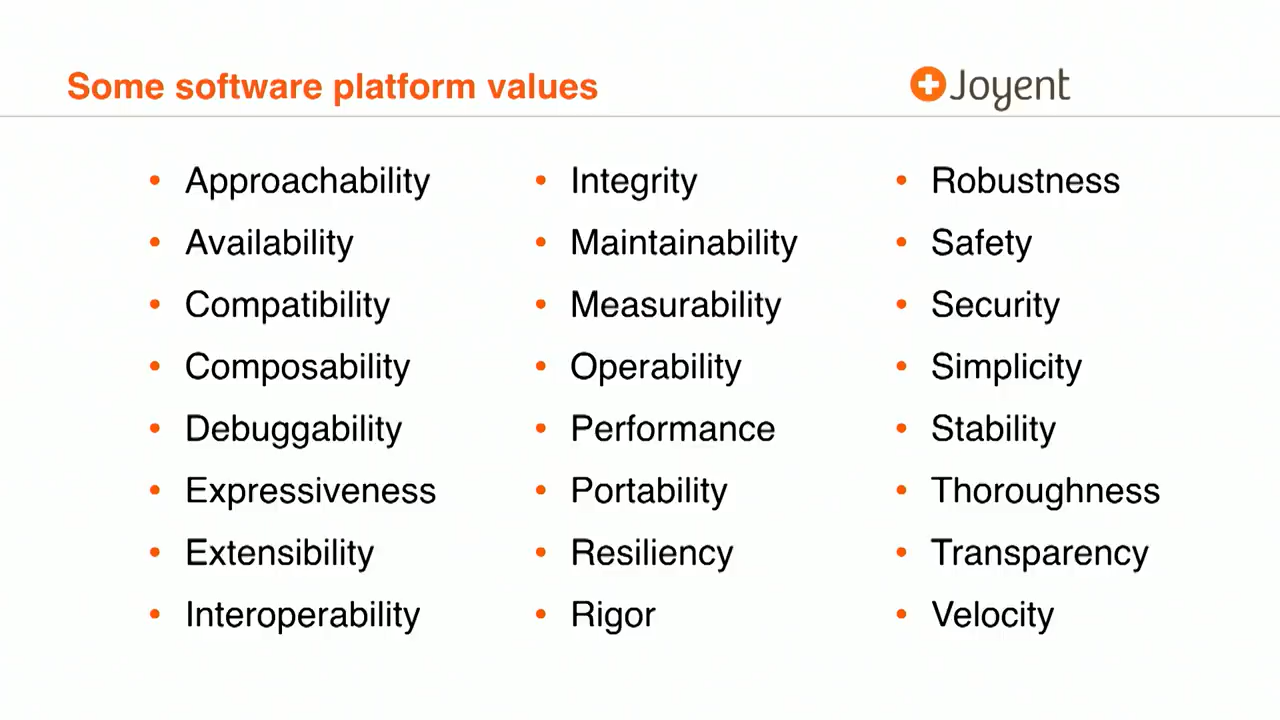 Some software platform values
Joyent
• Approachability
• Availability
• Compatibility
• Composability
• Debuggability
• Expressiveness
• Extensibility
• Interoperability
• Integrity
• Maintainability
• Measurability
• Operability
• Performance
• Portability
• Resiliency
• Rigor
• Robustness
• Safety
• Security
• Simplicity
• Stability
• Thoroughness
• Transparency
• Velocity